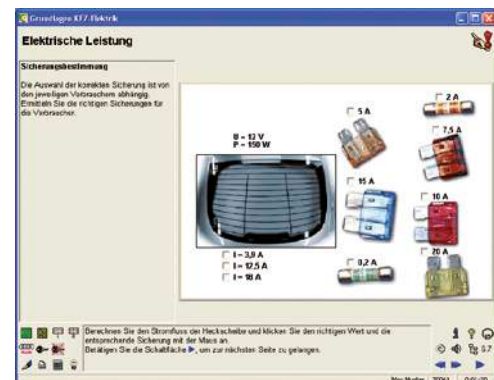 Grundlagen KFZ-Elektrik
Elektrische Leistung
Sicherungsbestimmung
Die Auswahl der korrekten Sicherung ist von
den jeweiligen Verbrauchern abhängig.
Ermitteln Sie die richtigen Sicherungen für
die Verbraucher.
U = 12 V
P = 150 W
I = 3,9 A
I = 12,5 A
I = 18 A
5 A
2 A
7,5 A
15 A
10 A
0,2 A
20 A
Berechnen Sie den Stromfluss der Heckscheibe und klicken Sie den richtigen Wert und die
entsprechende Sicherung mit der Maus an.
Betätigen Sie die Schaltfläche, um zur nächsten Seite zu gelangen.
5.7